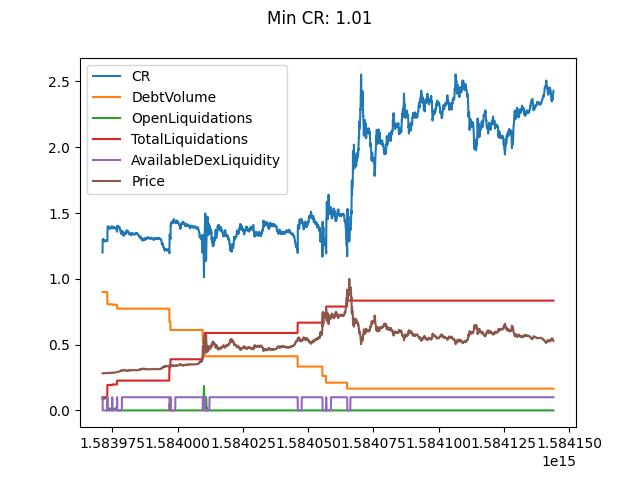 Min CR: 1.01
CR
DebtVolume
OpenLiquidations
TotalLiquidations
AvailableDexLiquidity
Price
2.5
2.0
1.5
1.0
0.5
0.0
1.583975 1.584000 1.584025 1.584050 1.584075 1.584100 1.584125 1.584150
1e15